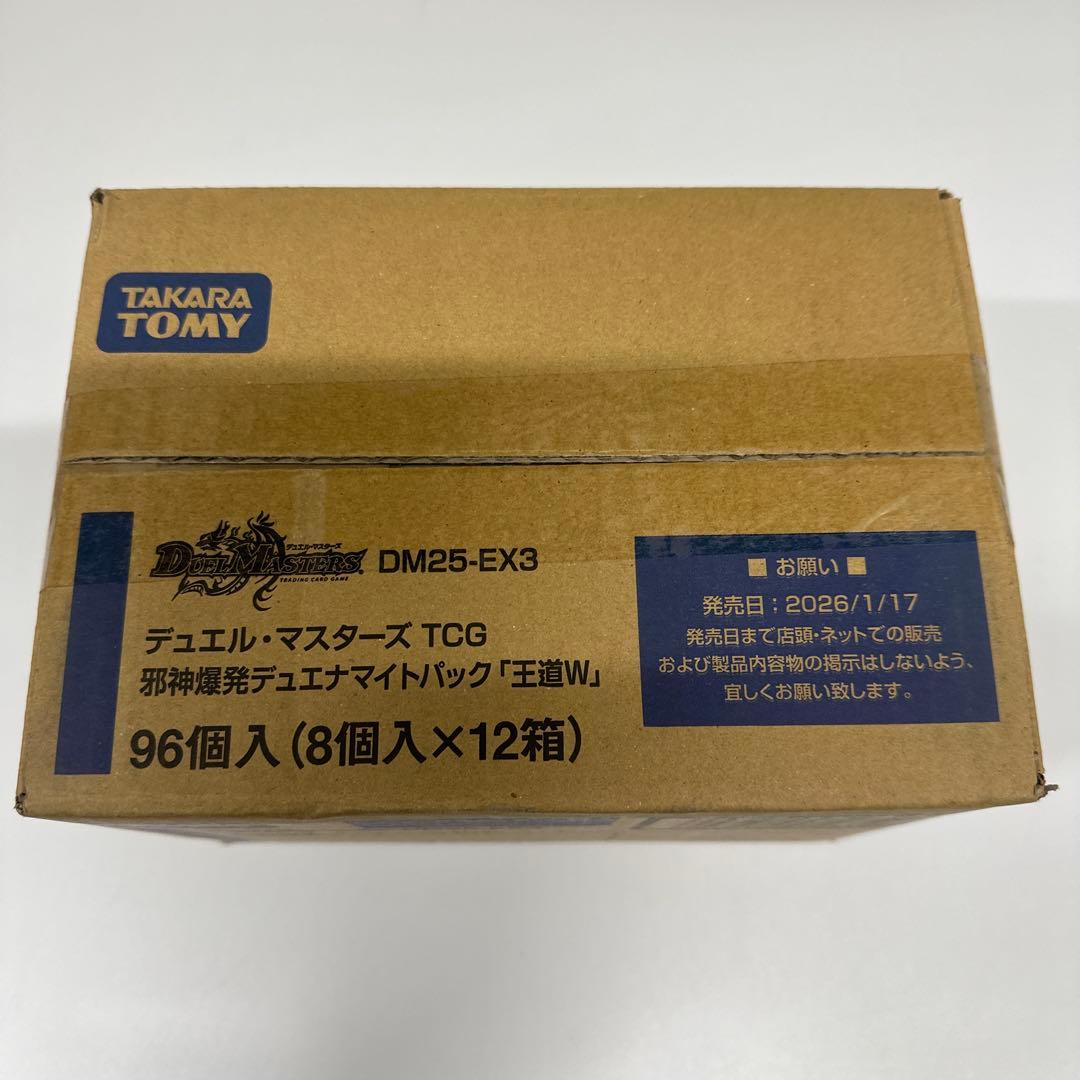 TAKARA
TOMY
デュエル・マスターズ
DUEL MASTERS
TRADING CARD GAME
DM25-EX3
デュエル・マスターズ TCG
邪神爆発デュエナマイトパック「王道W」
96個入(8個入×12箱)
■ お願い ■
発売日:2026/1/17
発売日まで店頭・ネットでの販売
および製品内容物の掲示はしないよう、
宜しくお願い致します。